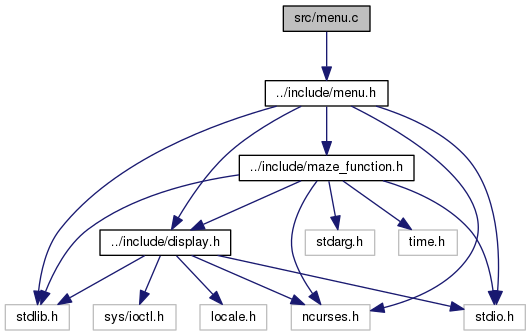 src/menu.c
../include/menu.h
../include/maze_function.h
../include/display.h
stdarg.h
time.h
stdlib.h
sys/ioctl.h
locale.h
ncurses.h
stdio.h